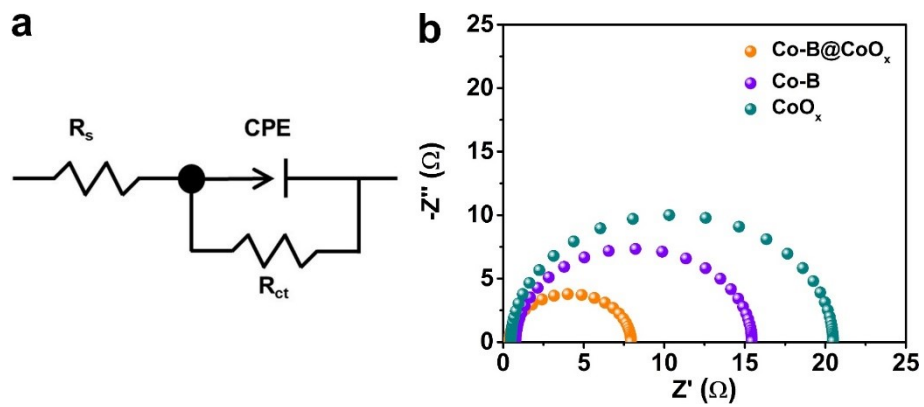 a
R_s
CPE
R_ct
b
25
20
15
10
5
0
-Z'' (Ω)
Co-B@CoO_x
Co-B
CoO_x
0 5 10 15 20 25
Z' (Ω)